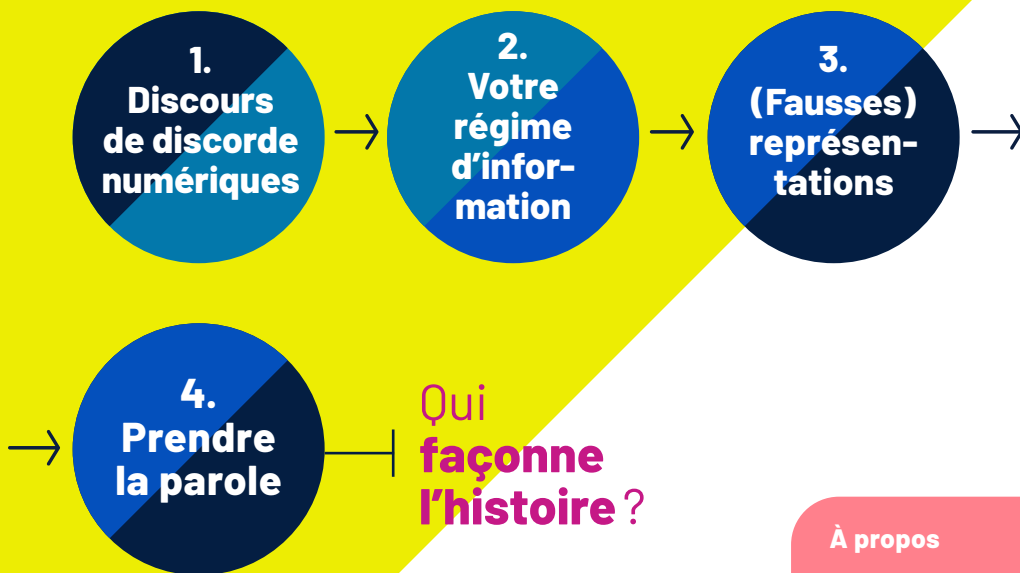 1.
Discours
de discorde
numériques
2.
Votre
régime
d’infor-
mation
3.
(Fausses)
représen-
tations
4.
Prendre
la parole
Qui
façonne
l’histoire ?
À propos